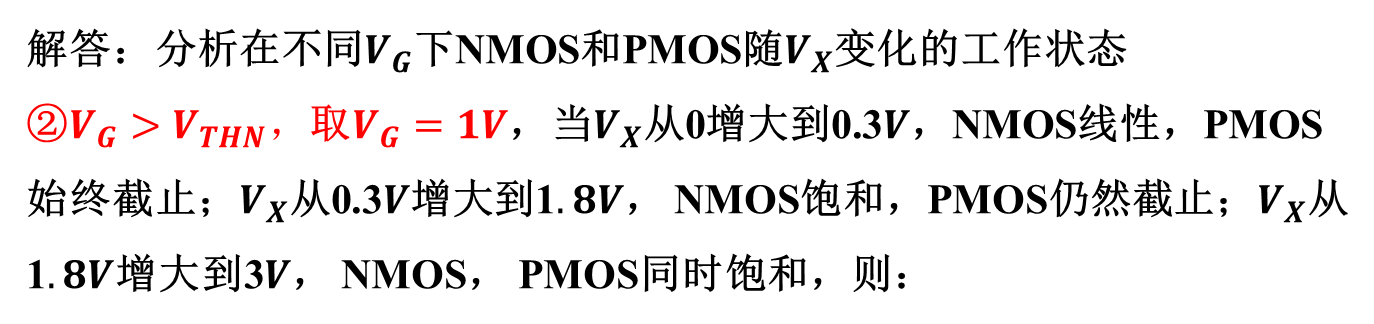 解答：分析在不同V_G下NMOS和PMOS随V_X变化的工作状态
②V_G > V_THN，取V_G = 1V，当V_X从0增大到0.3V，NMOS线性，PMOS
始终截止；V_X从0.3V增大到1.8V， NMOS饱和，PMOS仍然截止；V_X从
1.8V增大到3V， NMOS， PMOS同时饱和，则：